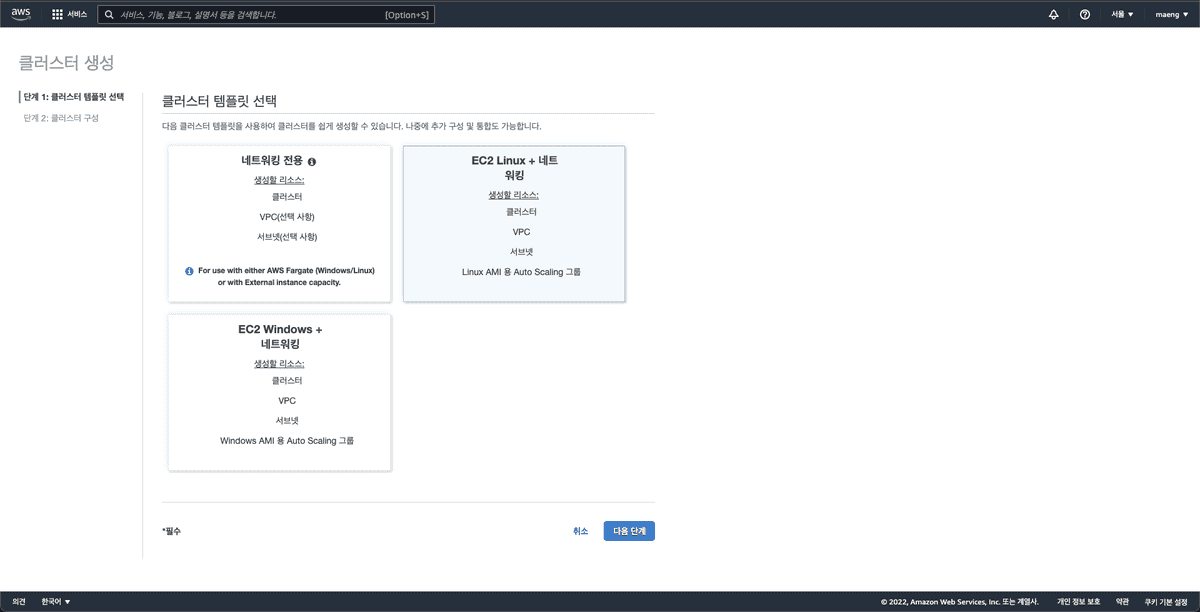 aws
서비스
서비스, 기능, 블로그, 설명서 등을 검색합니다.
[Option+S]
서울 ▼
maeng ▼
클러스터 생성
단계 1: 클러스터 템플릿 선택
단계 2: 클러스터 구성
클러스터 템플릿 선택
다음 클러스터 템플릿을 사용하여 클러스터를 쉽게 생성할 수 있습니다. 나중에 추가 구성 및 통합도 가능합니다.
네트워킹 전용
생성할 리소스:
클러스터
VPC(선택 사항)
서브넷(선택 사항)
For use with either AWS Fargate (Windows/Linux)
or with External instance capacity.
EC2 Linux + 네트
워킹
생성할 리소스:
클러스터
VPC
서브넷
Linux AMI 용 Auto Scaling 그룹
EC2 Windows +
네트워킹
생성할 리소스:
클러스터
VPC
서브넷
Windows AMI 용 Auto Scaling 그룹
*필수
취소
다음 단계
의견
한국어 ▼
© 2022, Amazon Web Services, Inc. 또는 계열사.
개인 정보 보호
약관
쿠키 기본 설정